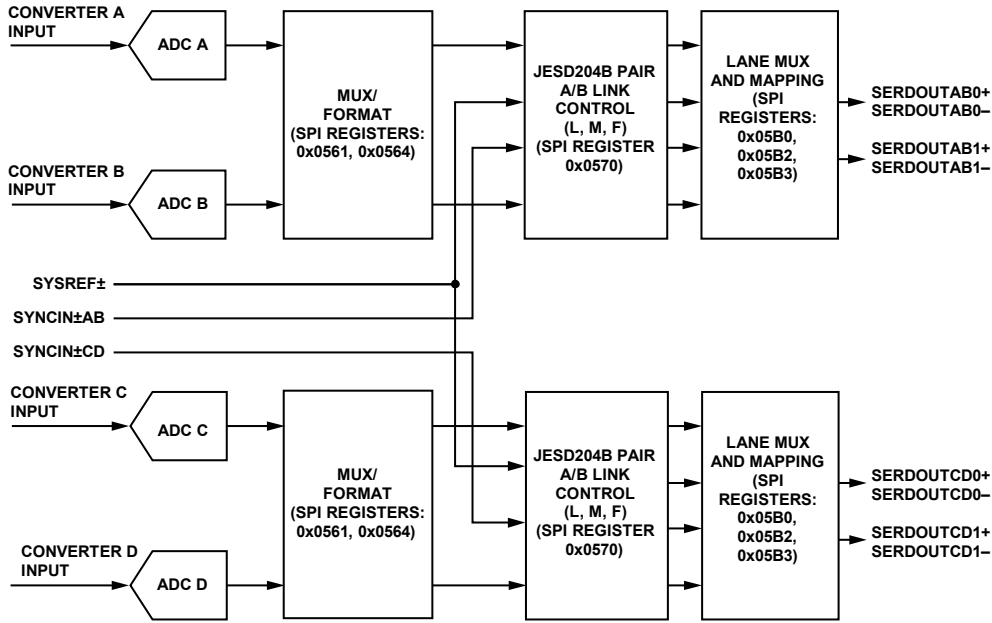 CONVERTER A
INPUT
ADC A
MUX/
FORMAT
(SPI REGISTERS:
0x0561, 0x0564)
JESD204B PAIR
A/B LINK
CONTROL
(L, M, F)
(SPI REGISTER
0x0570)
LANE MUX
AND MAPPING
(SPI
REGISTERS:
0x05B0,
0x05B2,
0x05B3)
SERDOUTAB0+
SERDOUTAB0–
SERDOUTAB1+
SERDOUTAB1–
CONVERTER B
INPUT
ADC B
SYSREF±
SYNCIN±AB
SYNCIN±CD
CONVERTER C
INPUT
ADC C
MUX/
FORMAT
(SPI REGISTERS:
0x0561, 0x0564)
JESD204B PAIR
A/B LINK
CONTROL
(L, M, F)
(SPI REGISTER
0x0570)
LANE MUX
AND MAPPING
(SPI
REGISTERS:
0x05B0,
0x05B2,
0x05B3)
SERDOUTCD0+
SERDOUTCD0–
SERDOUTCD1+
SERDOUTCD1–
CONVERTER D
INPUT
ADC D